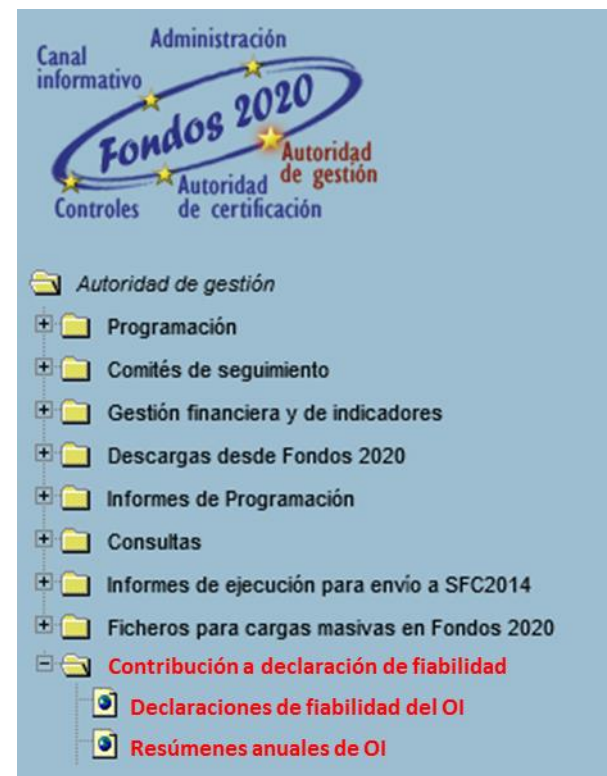 Administración
Canal
informativo
Fondos 2020
Autoridad
de gestión
Autoridad
de certificación
Controles
Autoridad de gestión
Programación
Comités de seguimiento
Gestión financiera y de indicadores
Descargas desde Fondos 2020
Informes de Programación
Consultas
Informes de ejecución para envío a SFC2014
Ficheros para cargas masivas en Fondos 2020
Contribución a declaración de fiabilidad
Declaraciones de fiabilidad del OI
Resúmenes anuales de OI